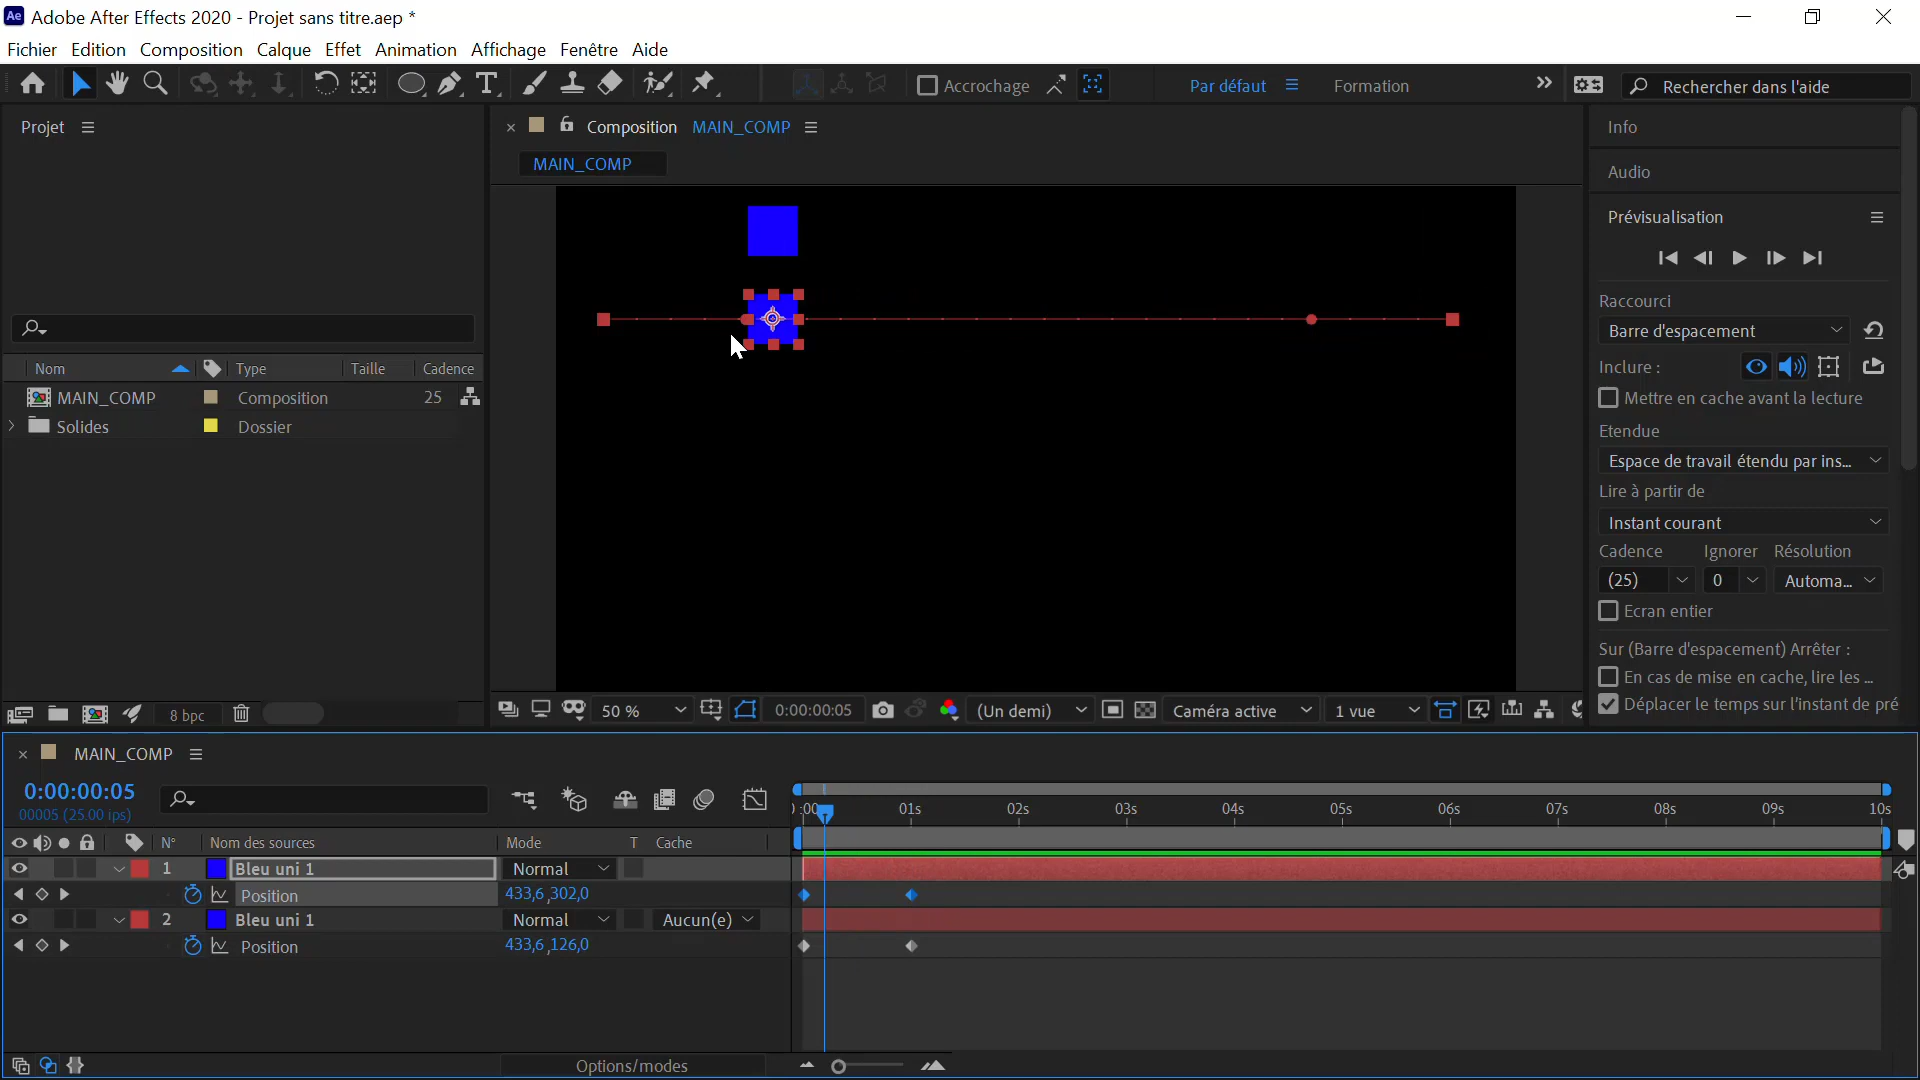 Ae Adobe After Effects 2020 - Projet sans titre.aep *
Fichier Edition Composition Calque Effet Animation Affichage Fenêtre Aide
Accrochage Par défaut Formation Rechercher dans l'aide
Projet
Composition MAIN_COMP
MAIN_COMP
Info
Audio
Prévisualisation
Raccourci
Barre d'espacement
Inclure :
Mettre en cache avant la lecture
Etendue
Espace de travail étendu par ins...
Lire à partir de
Instant courant
Cadence Ignorer Résolution
(25) 0 Automa...
Ecran entier
Sur (Barre d'espacement) Arrêter :
En cas de mise en cache, lire les ...
Déplacer le temps sur l'instant de pré
Nom Type Taille Cadence
MAIN_COMP Composition 25
Solides Dossier
8 bpc
50 % 0:00:00:05 (Un demi) Caméra active 1 vue
MAIN_COMP
0:00:00:05
00005 (25.00 ips)
:00 01s 02s 03s 04s 05s 06s 07s 08s 09s 10s
N° Nom des sources Mode T Cache
1 Bleu uni 1 Normal
Position 433,6 ,302,0
2 Bleu uni 1 Normal Aucun(e)
Position 433,6 ,126,0
Options/modes